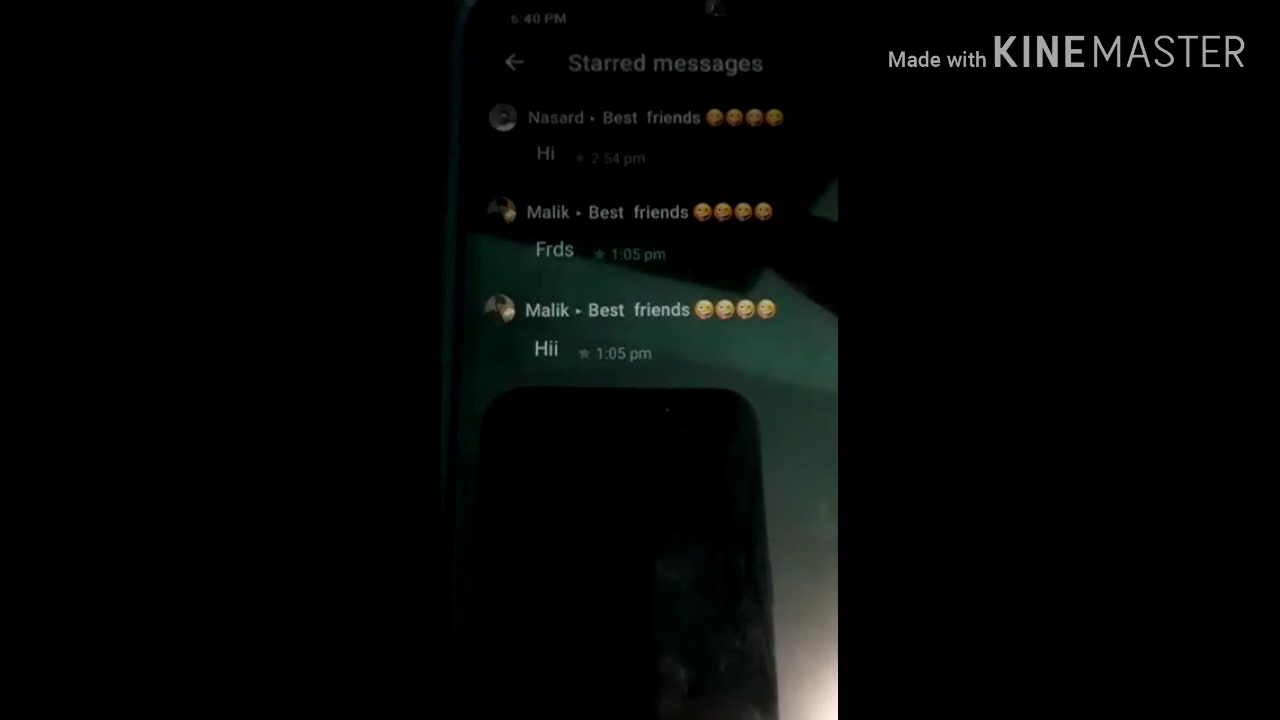 6:40 PM
Made with KINEMASTER
← Starred messages
Nasard ▸ Best friends 🤪🤪🤪🤪
Hi ★ 2:54 pm
Malik ▸ Best friends 🤪🤪🤪🤪
Frds ★ 1:05 pm
Malik ▸ Best friends 🤪🤪🤪🤪
Hii ★ 1:05 pm